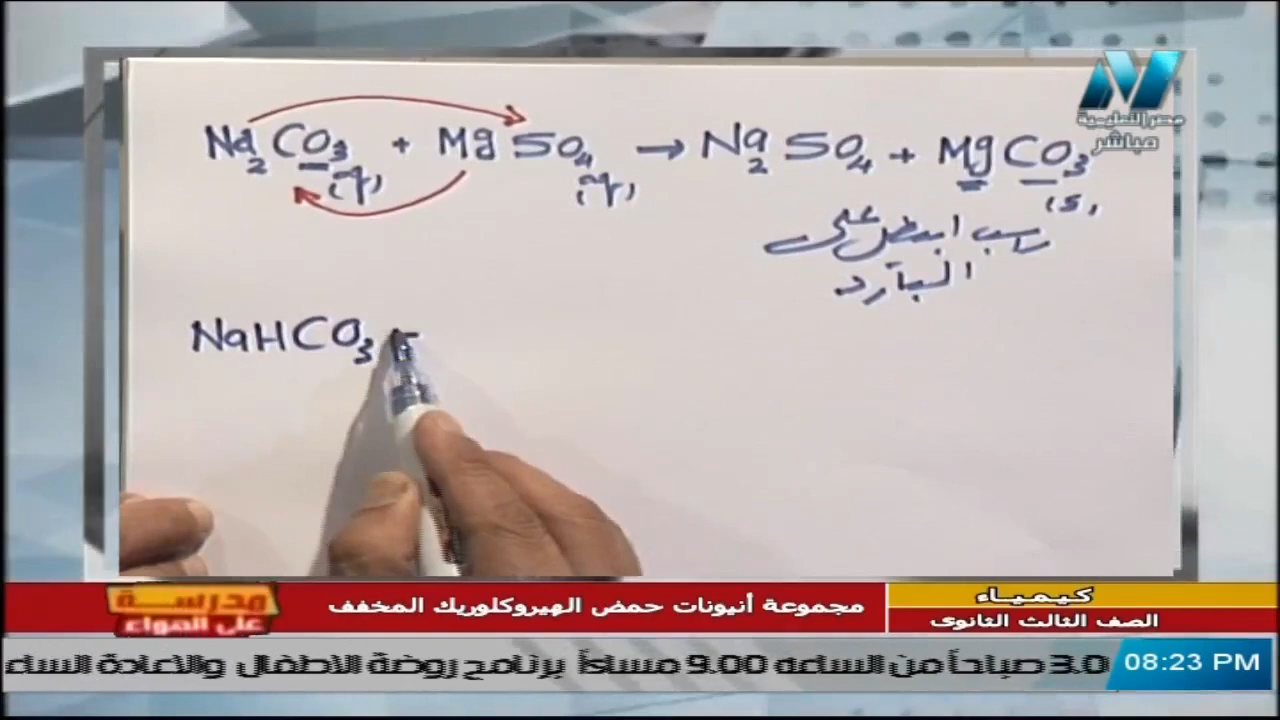 مصر التعليمية
مباشر
Na2CO3(aq) + MgSO4(aq) → Na2SO4 + MgCO3(s)
راسب ابيض على
البارد
NaHCO3
مدرسة
على الهواء
مجموعة أنيونات حمض الهيروكلوريك المخفف
كيمياء
الصف الثالث الثانوى
3.0 صباحاً من الساعه 9.00 مساءاً برنامج روضة الاطفال والاعادة الساع
08:23 PM